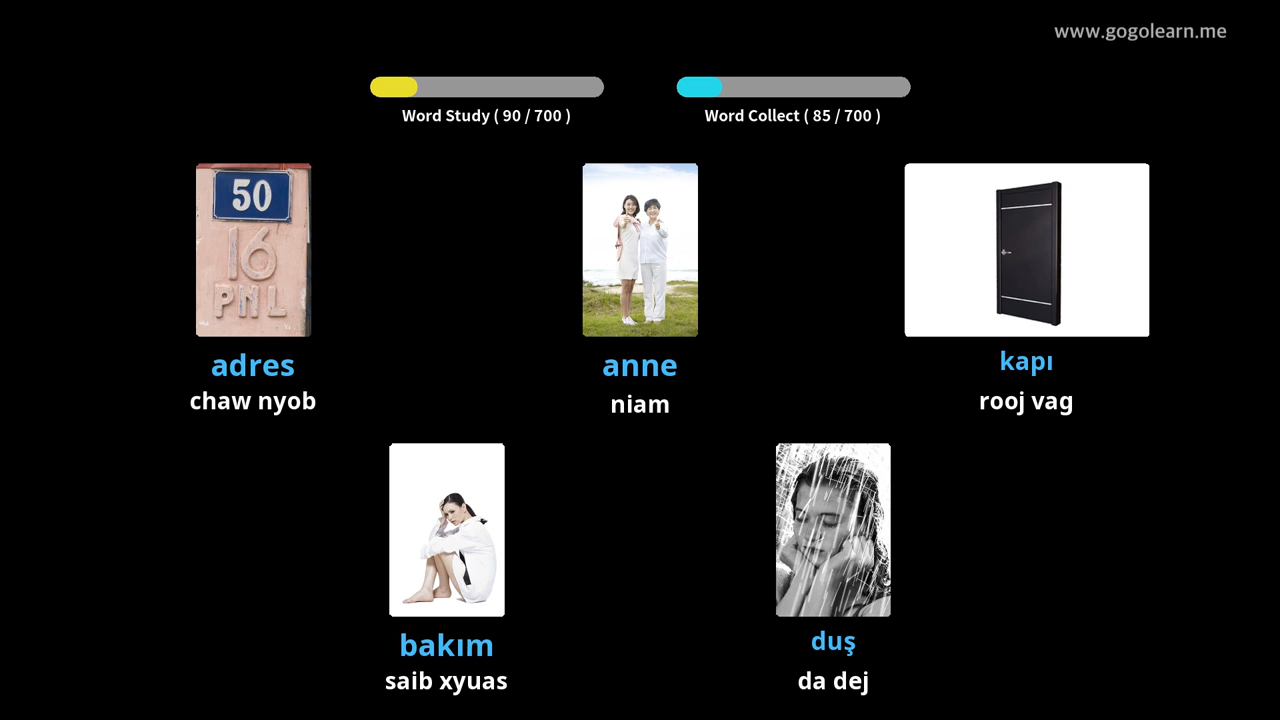 www.gogolearn.me
Word Study ( 90 / 700 )
Word Collect ( 85 / 700 )
50
16
PNL
adres
chaw nyob
anne
niam
kapı
rooj vag
bakım
saib xyuas
duş
da dej